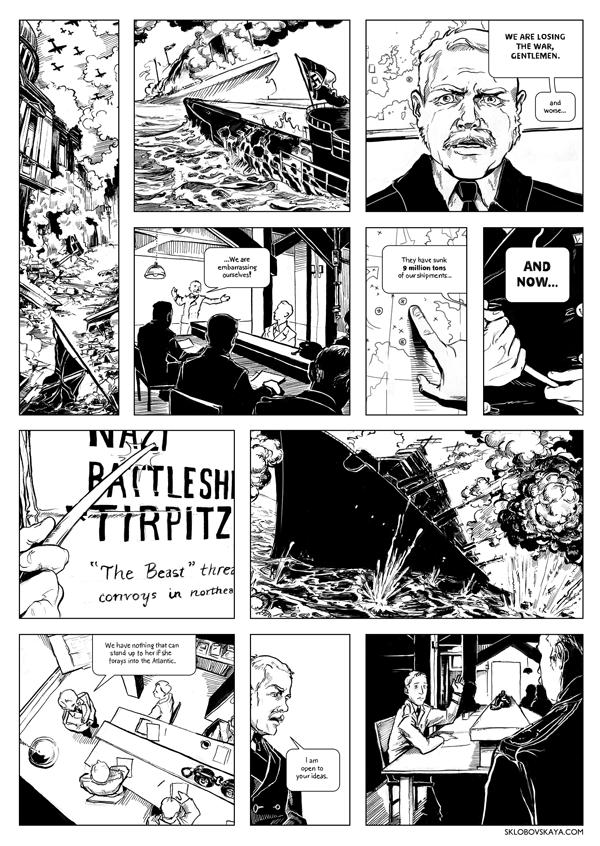 WE ARE LOSING
THE WAR,
GENTLEMEN.
and
worse...
...We are
embarrassing
ourselves!
They have sunk
9 million tons
of our shipments...
AND
NOW...
NAZI
BATTLESHI
TIRPITZ
"The Beast" threa
convoys in northea
We have nothing that can
stand up to her if she
forays into the Atlantic.
I am
open to
your ideas.
SKLOBOVSKAYA.COM